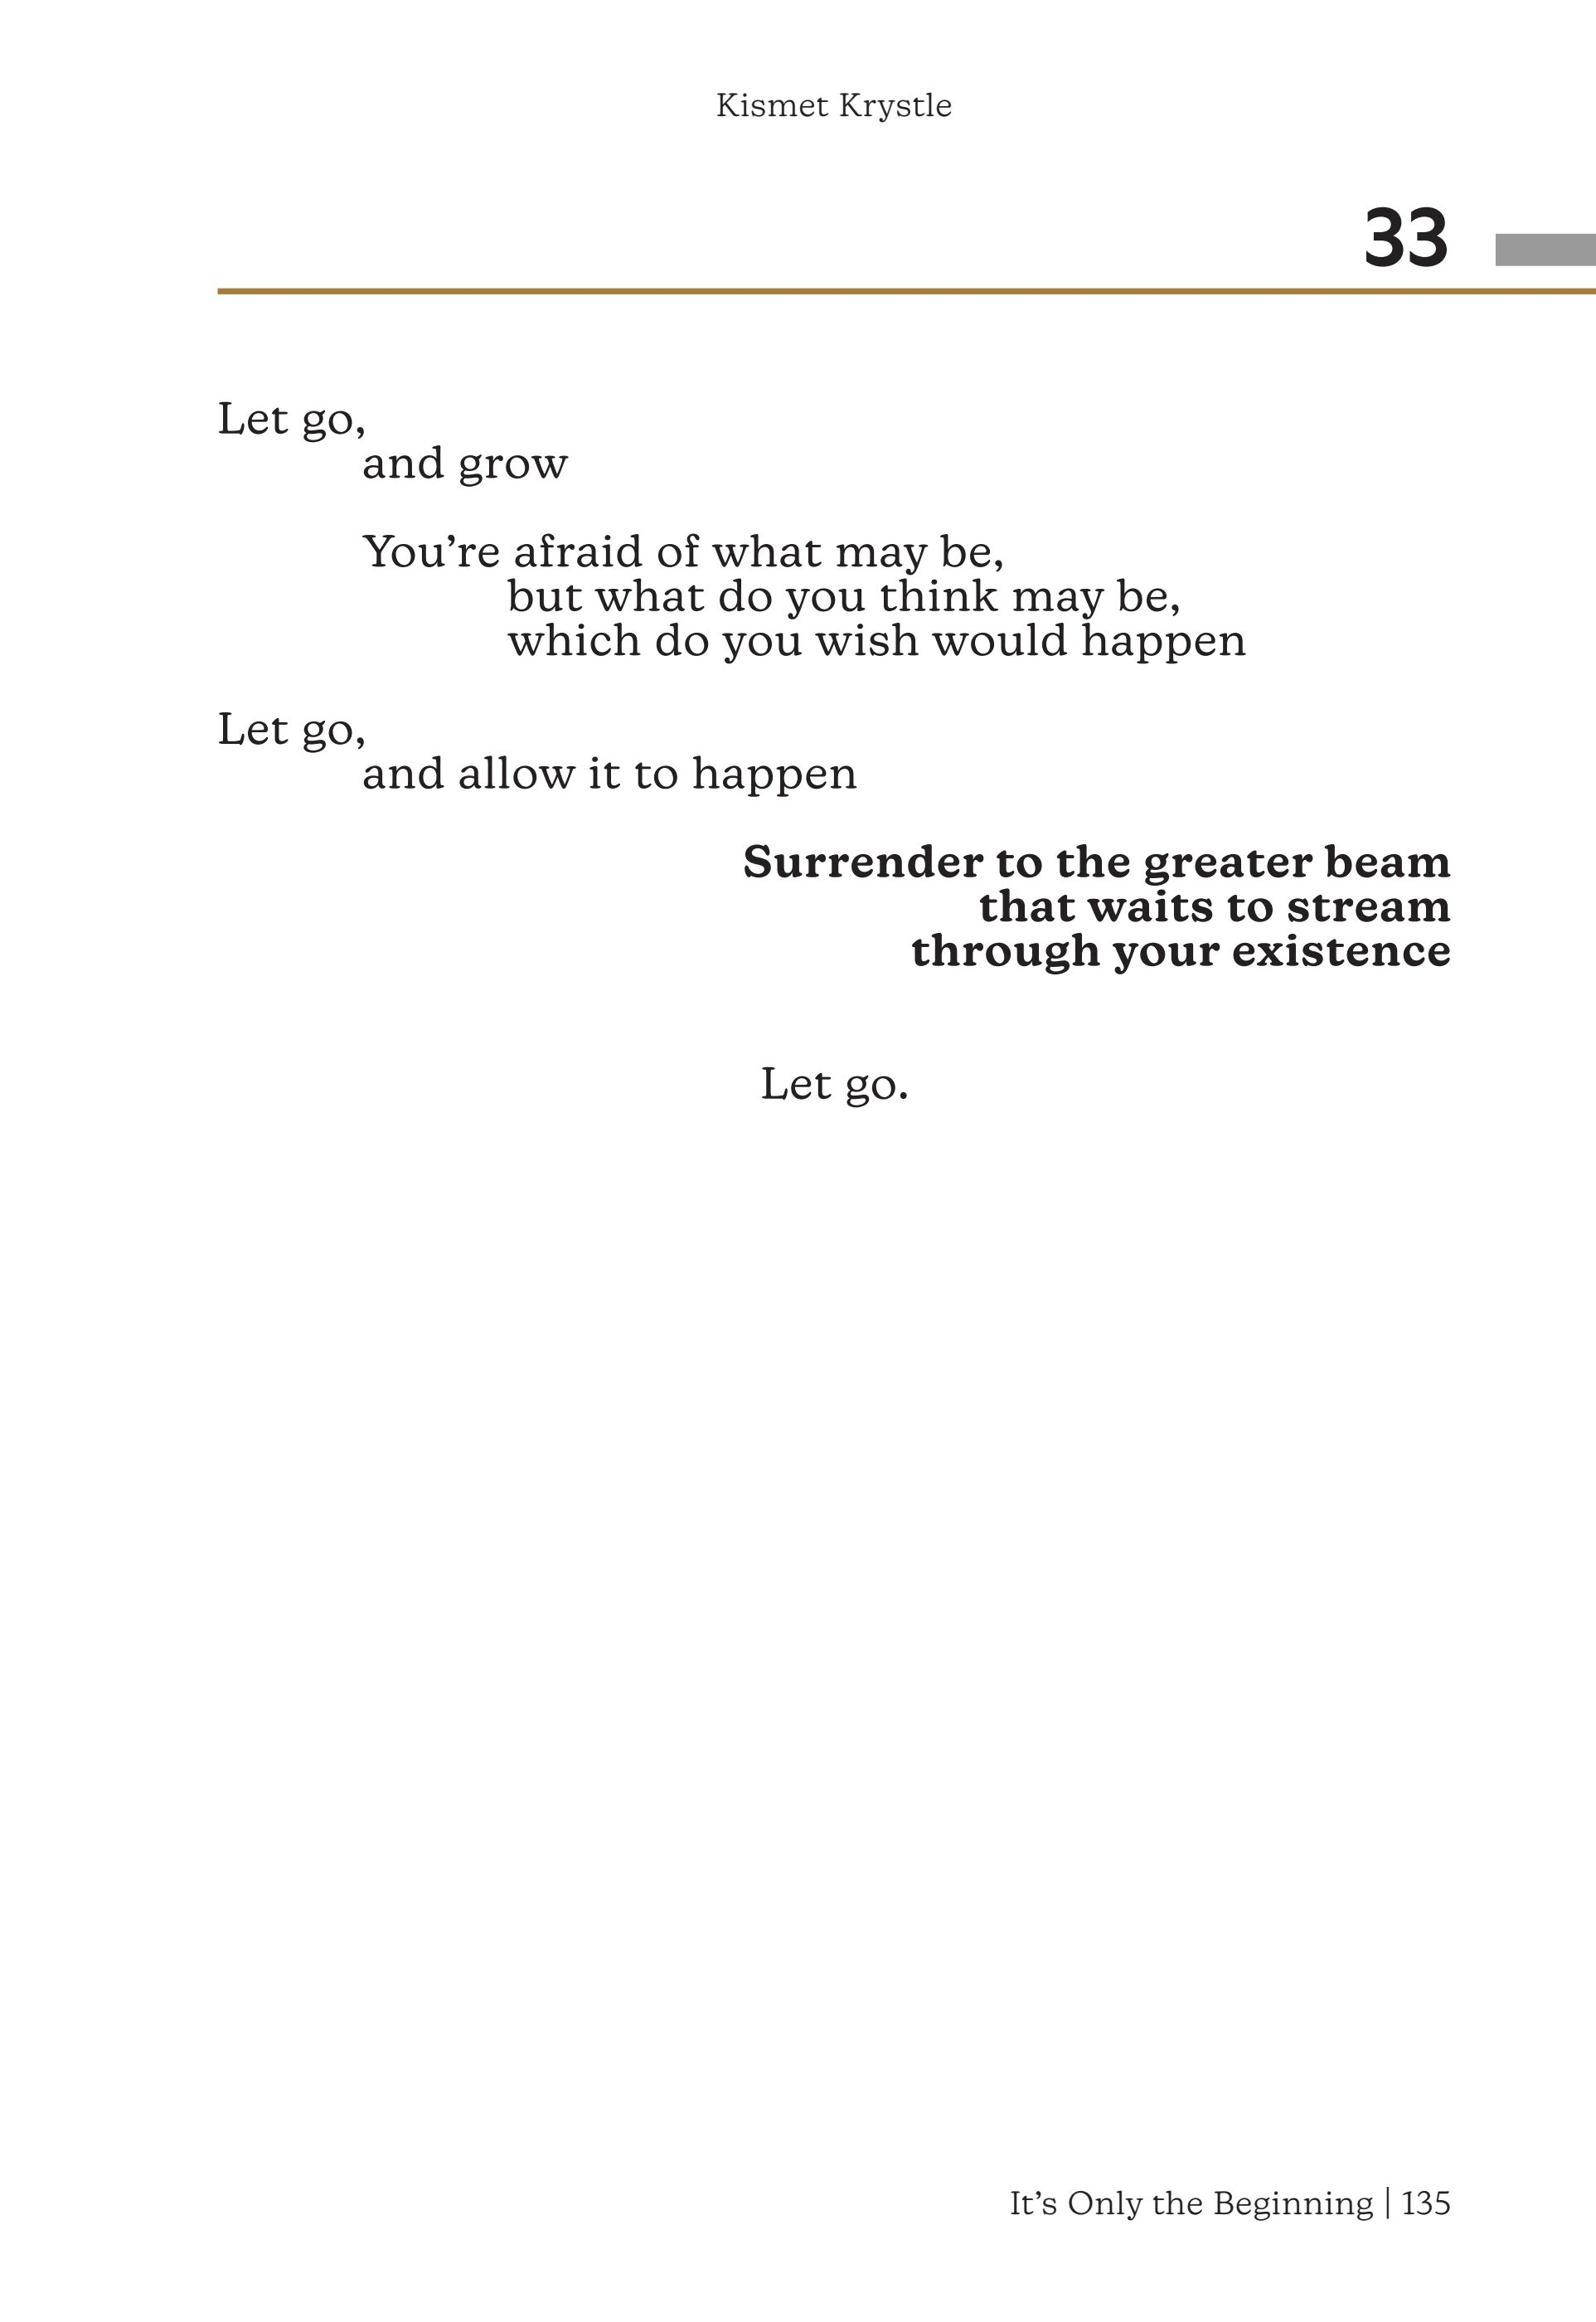 Kismet Krystle
33
Let go,
and grow
You’re afraid of what may be,
but what do you think may be,
which do you wish would happen
Let go,
and allow it to happen
Surrender to the greater beam
that waits to stream
through your existence
Let go.
It’s Only the Beginning | 135